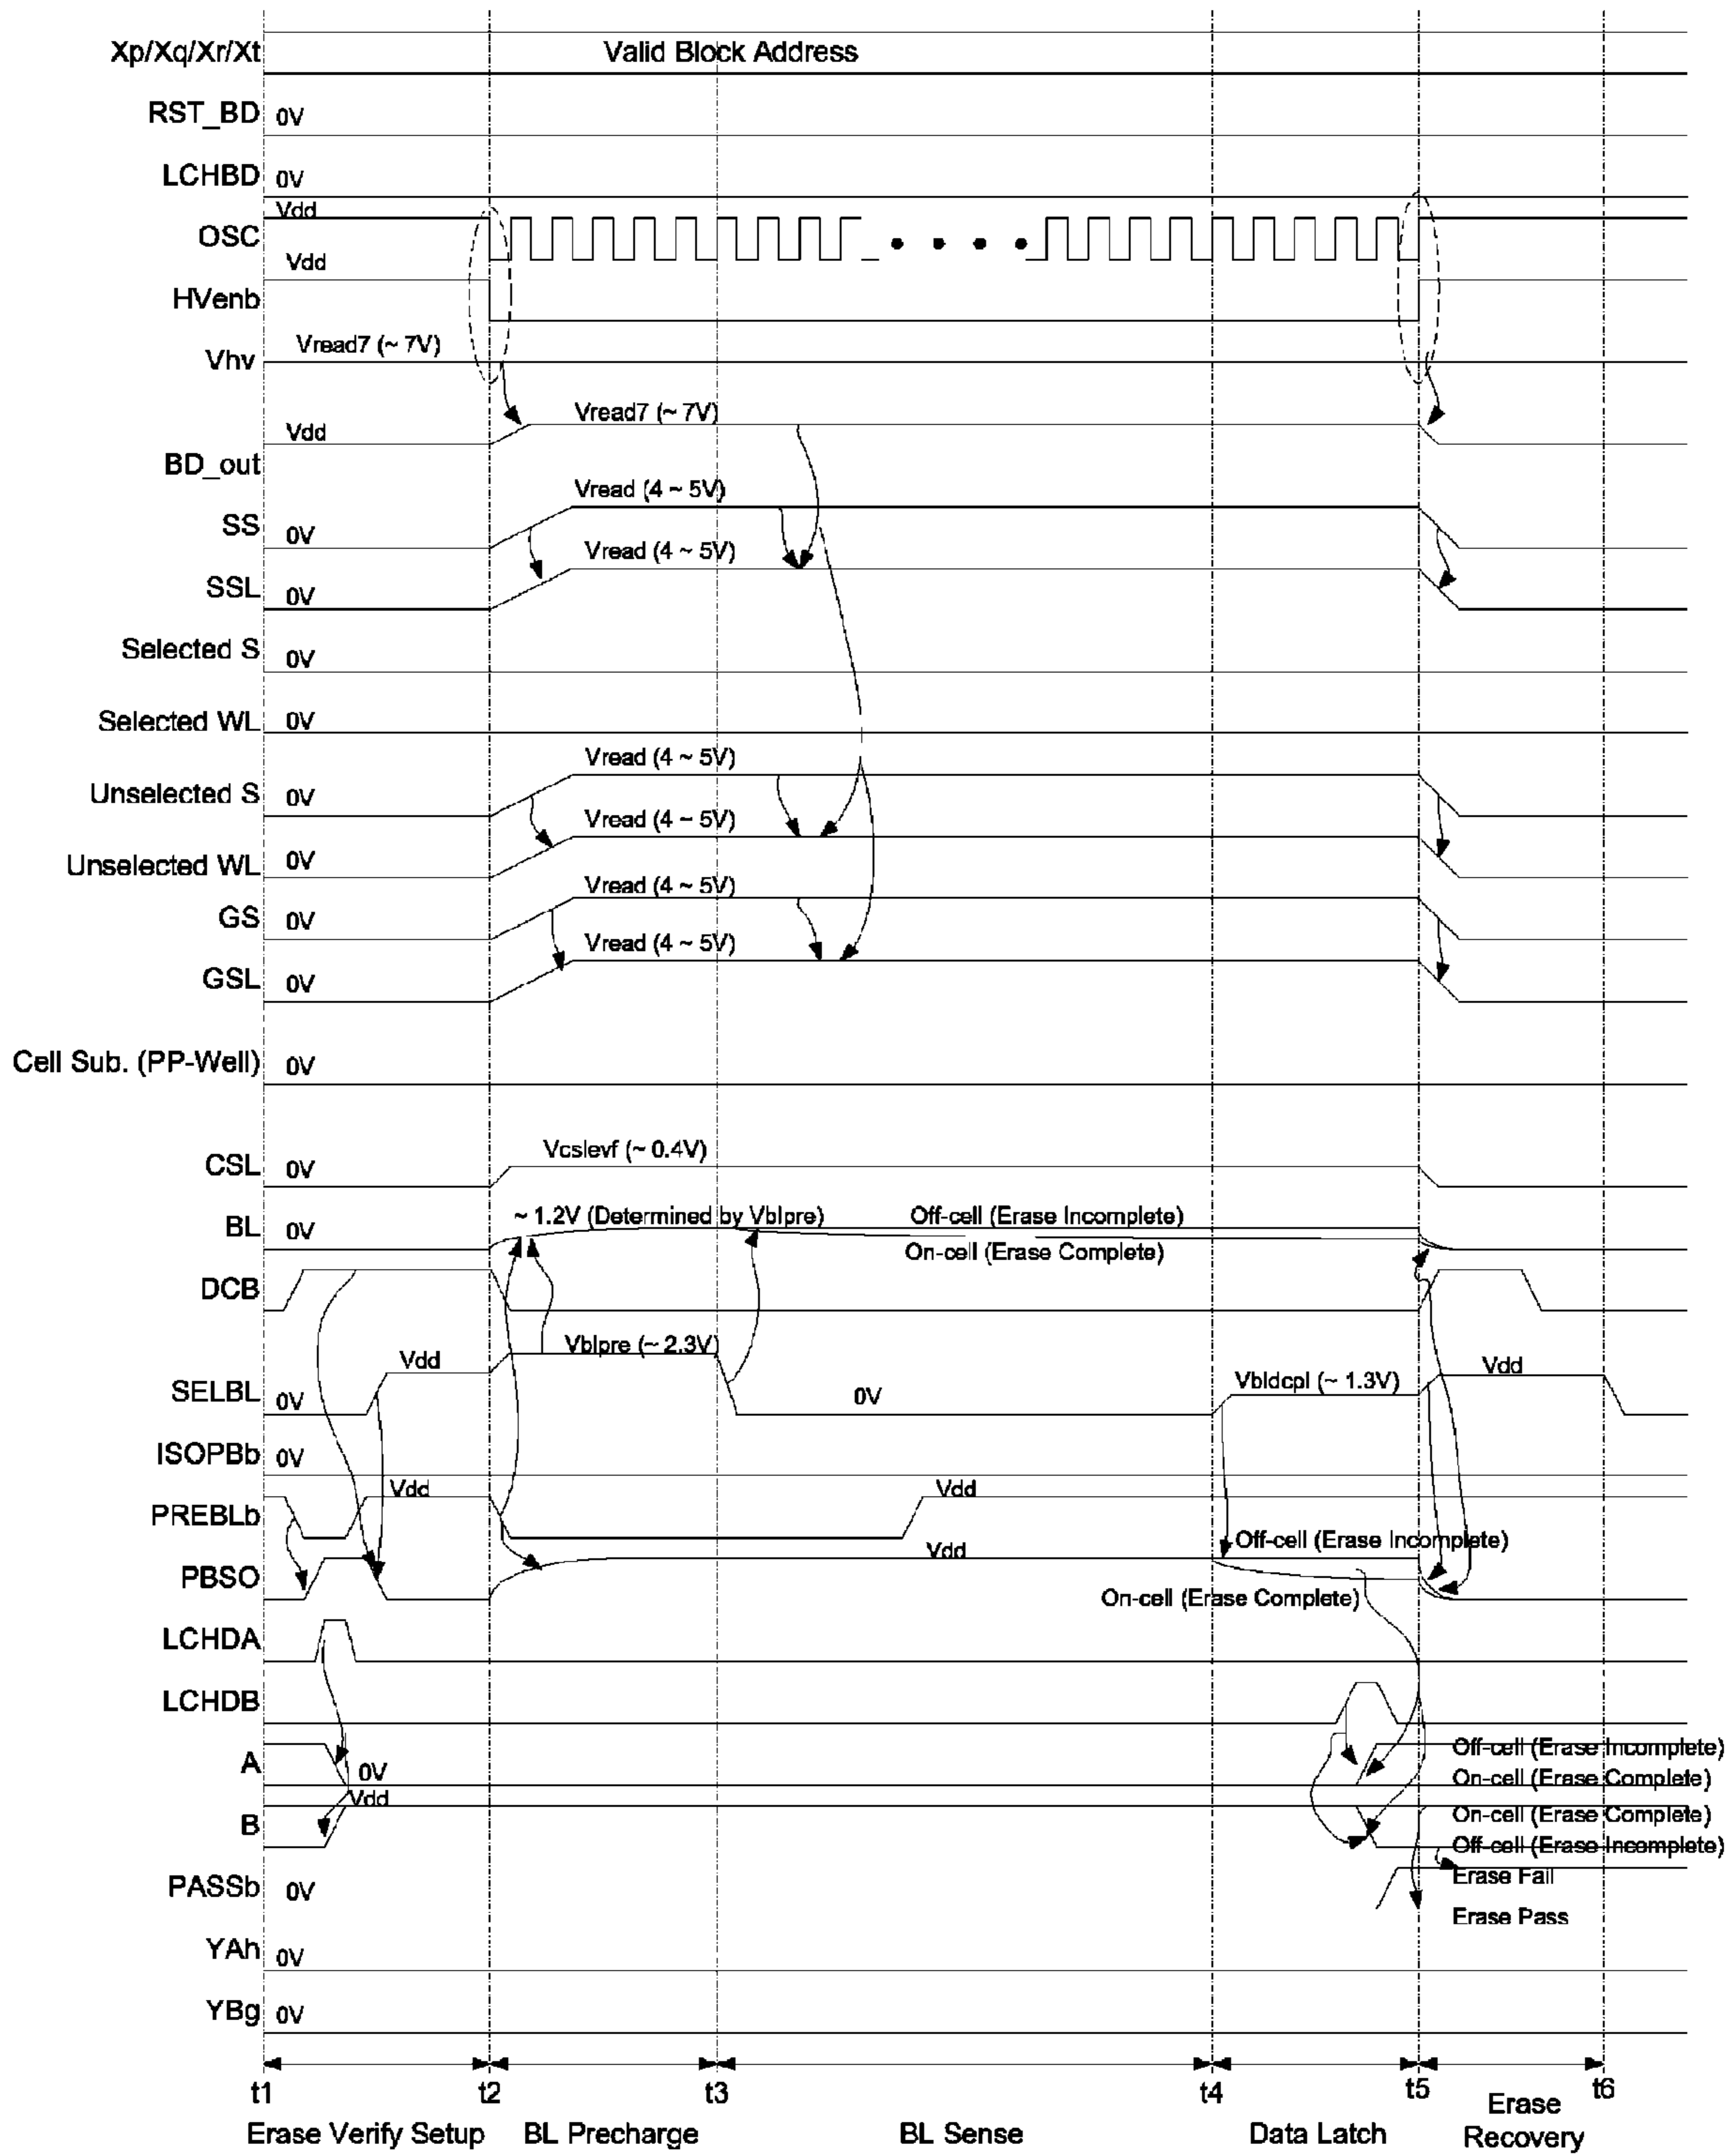 Xp/Xq/Xr/Xt Valid Block Address
RST_BD 0V
LCHBD 0V
Vdd
OSC
Vdd
HVenb
Vhv Vread7 (~ 7V)
Vread7 (~ 7V)
Vdd
BD_out
Vread (4 ~ 5V)
SS 0V
Vread (4 ~ 5V)
SSL 0V
Selected S 0V
Selected WL 0V
Vread (4 ~ 5V)
Unselected S 0V
Vread (4 ~ 5V)
Unselected WL 0V
Vread (4 ~ 5V)
GS 0V
Vread (4 ~ 5V)
GSL 0V
Cell Sub. (PP-Well) 0V
Vcslevf (~ 0.4V)
CSL 0V
~ 1.2V (Determined by Vblpre) Off-cell (Erase Incomplete)
BL 0V
On-cell (Erase Complete)
DCB
Vblpre (~ 2.3V)
Vdd Vbldcpl (~ 1.3V) Vdd
SELBL 0V 0V
ISOPBb 0V
Vdd Vdd
PREBLb
Off-cell (Erase Incomplete)
Vdd
PBSO
On-cell (Erase Complete)
LCHDA
LCHDB
Off-cell (Erase Incomplete)
A 0V
On-cell (Erase Complete)
Vdd
On-cell (Erase Complete)
B
Off-cell (Erase Incomplete)
Erase Fail
PASSb 0V
Erase Pass
YAh 0V
YBg 0V
t1 t2 t3 t4 t5 t6
Erase Verify Setup BL Precharge BL Sense Data Latch Erase
Recovery